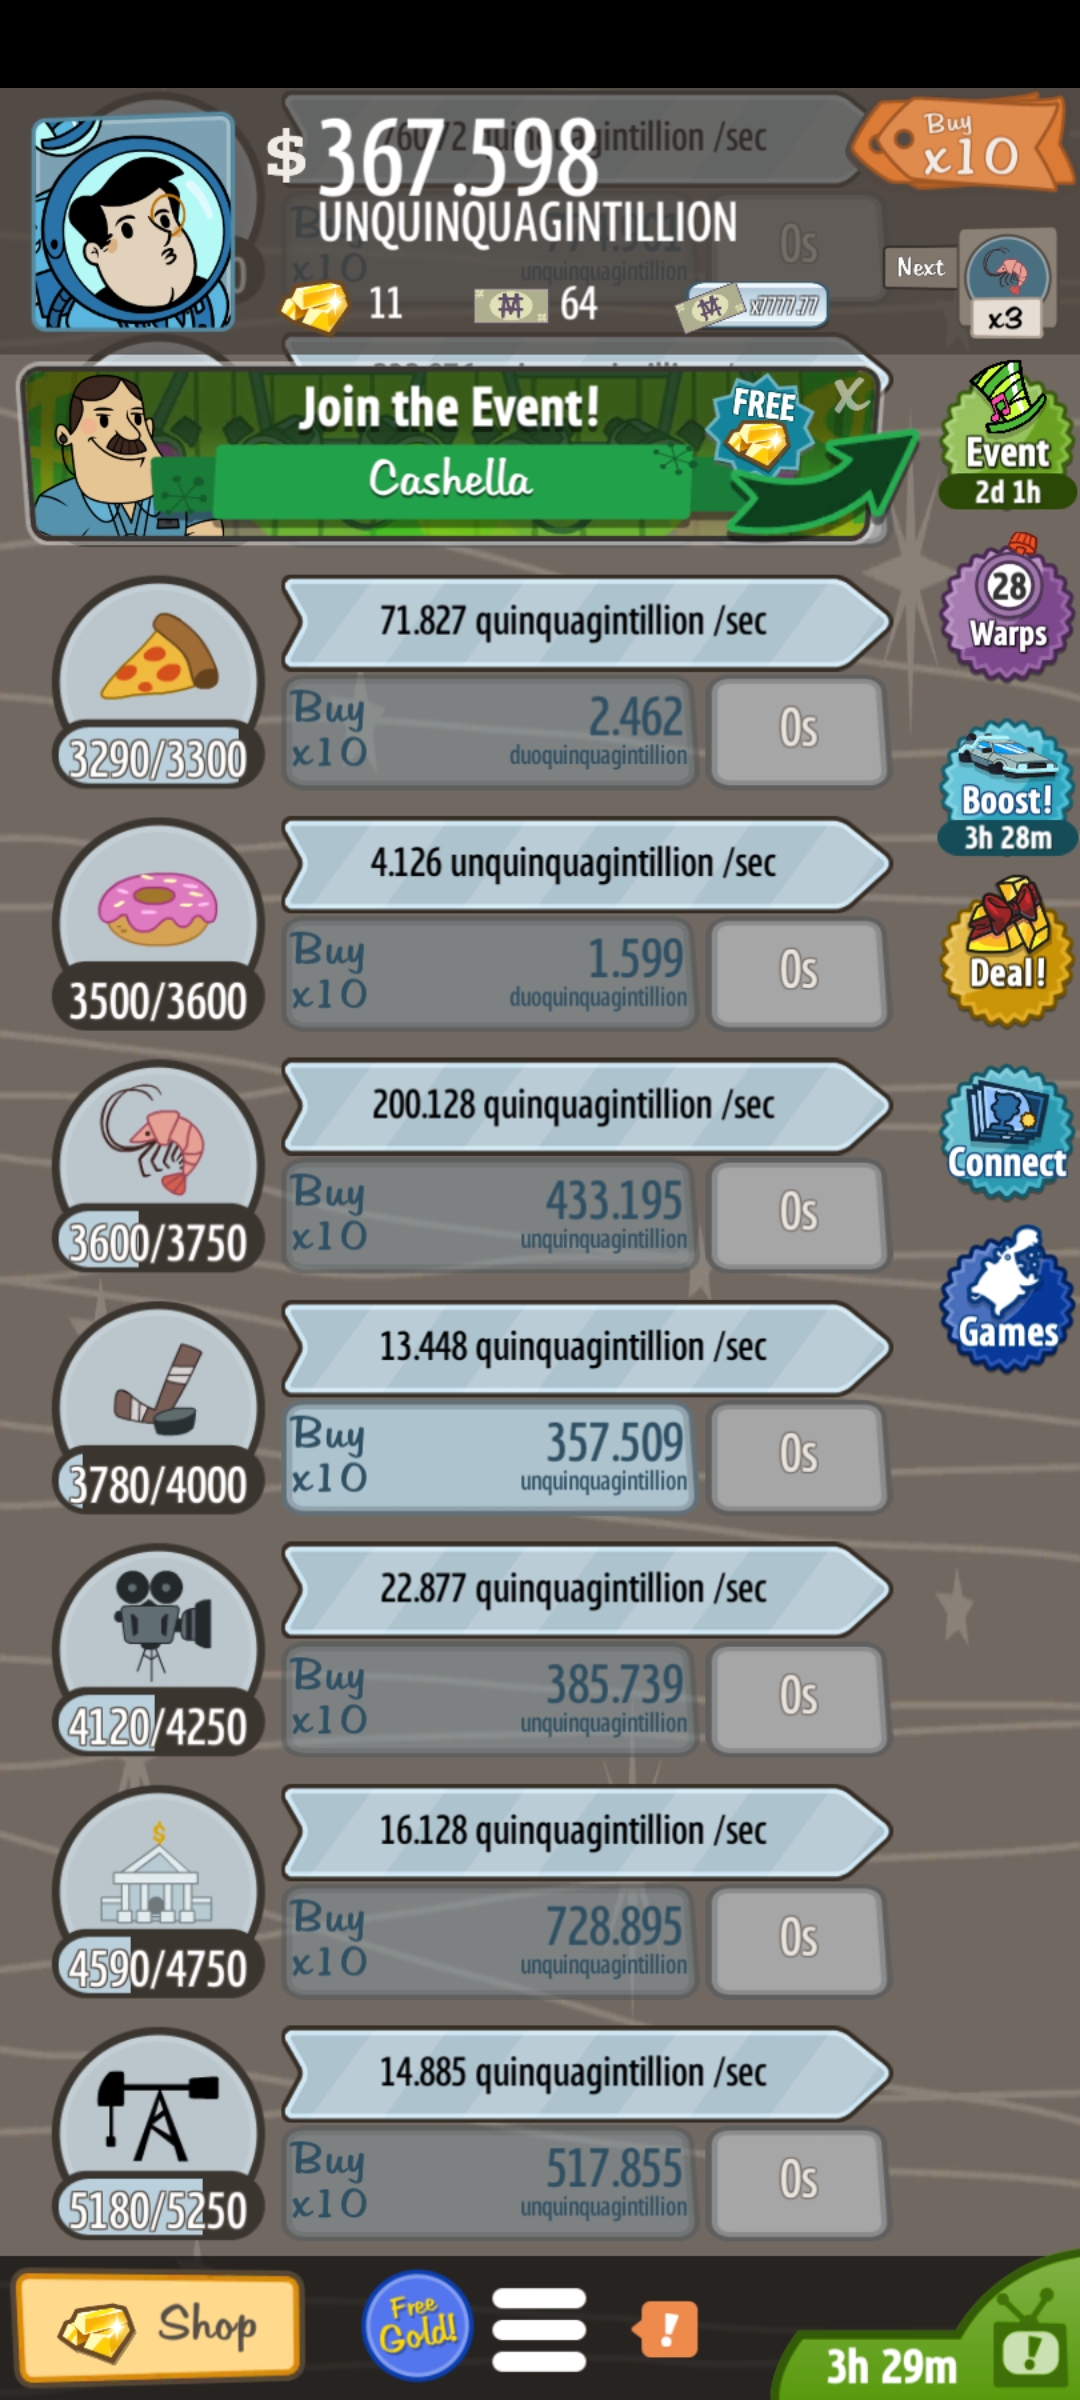 $ 367.598
UNQUINQUAGINTILLION
Buy
x10
quinquagintillion /sec
Buy
x10
unquinquagintillion
0s
11
64
x7777.77
Next
x3
Join the Event!
Cashella
FREE
X
Event
2d 1h
71.827 quinquagintillion /sec
3290/3300
Buy
x10
2.462
duoquinquagintillion
0s
28
Warps
4.126 unquinquagintillion /sec
3500/3600
Buy
x10
1.599
duoquinquagintillion
0s
Boost!
3h 28m
Deal!
200.128 quinquagintillion /sec
3600/3750
Buy
x10
433.195
unquinquagintillion
0s
Connect
Games
13.448 quinquagintillion /sec
3780/4000
Buy
x10
357.509
unquinquagintillion
0s
22.877 quinquagintillion /sec
4120/4250
Buy
x10
385.739
unquinquagintillion
0s
$
16.128 quinquagintillion /sec
4590/4750
Buy
x10
728.895
unquinquagintillion
0s
14.885 quinquagintillion /sec
5180/5250
Buy
x10
517.855
unquinquagintillion
0s
Shop
Free
Gold!
!
3h 29m
!